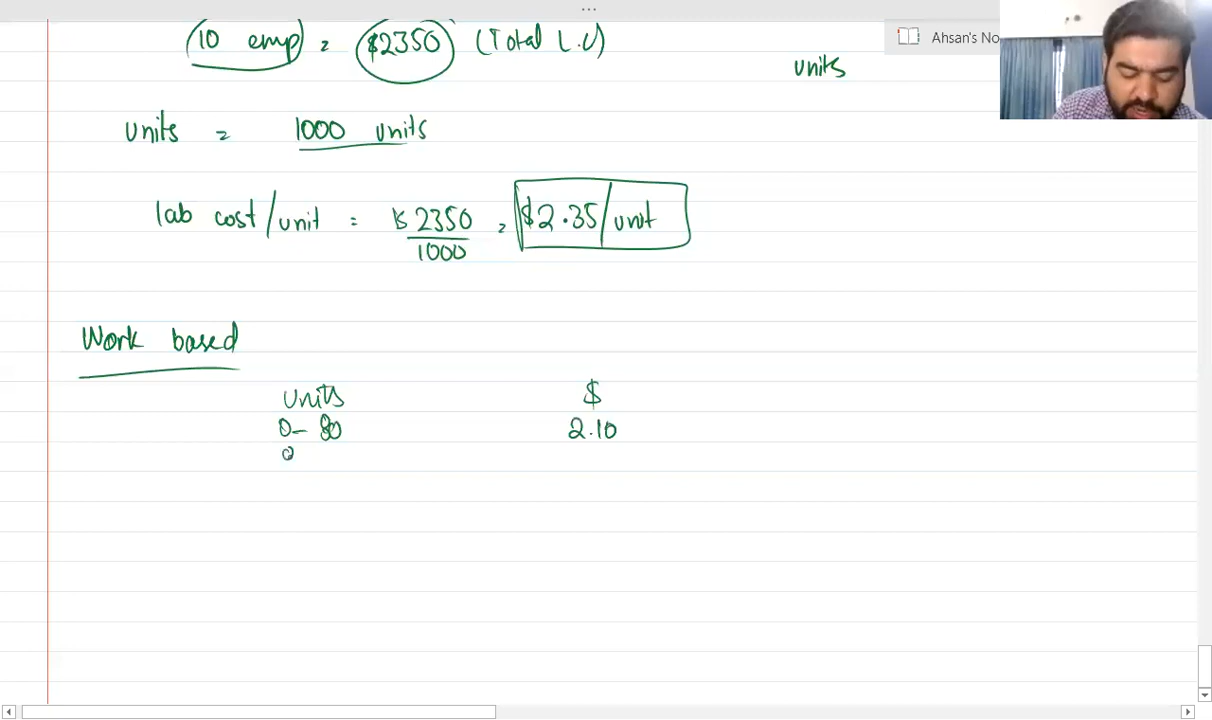 10 emp = $2350 (Total L.C)
Ahsan's No
units
units = 1000 units
lab cost/unit = $2350 = $2.35/unit
1000
Work based
units $
0- 80 2.10